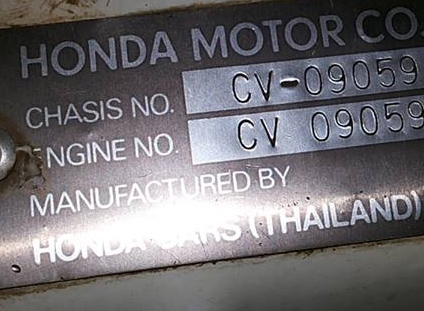 HONDA MOTOR CO.
CHASIS NO. CV-09059
ENGINE NO. CV 09059
MANUFACTURED BY
HONDA CARS (THAILAND)